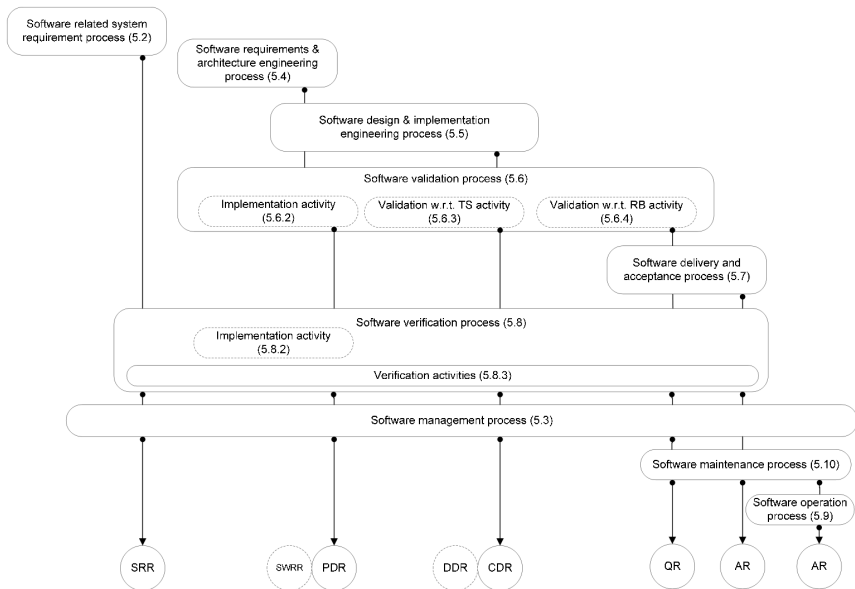 Software related system
requirement process (5.2)
Software requirements &
architecture engineering
process (5.4)
Software design & implementation
engineering process (5.5)
Software validation process (5.6)
Implementation activity
(5.6.2)
Validation w.r.t. TS activity
(5.6.3)
Validation w.r.t. RB activity
(5.6.4)
Software delivery and
acceptance process (5.7)
Software verification process (5.8)
Implementation activity
(5.8.2)
Verification activities (5.8.3)
Software management process (5.3)
Software maintenance process (5.10)
Software operation
process (5.9)
SRR
SWRR
PDR
DDR
CDR
QR
AR
AR